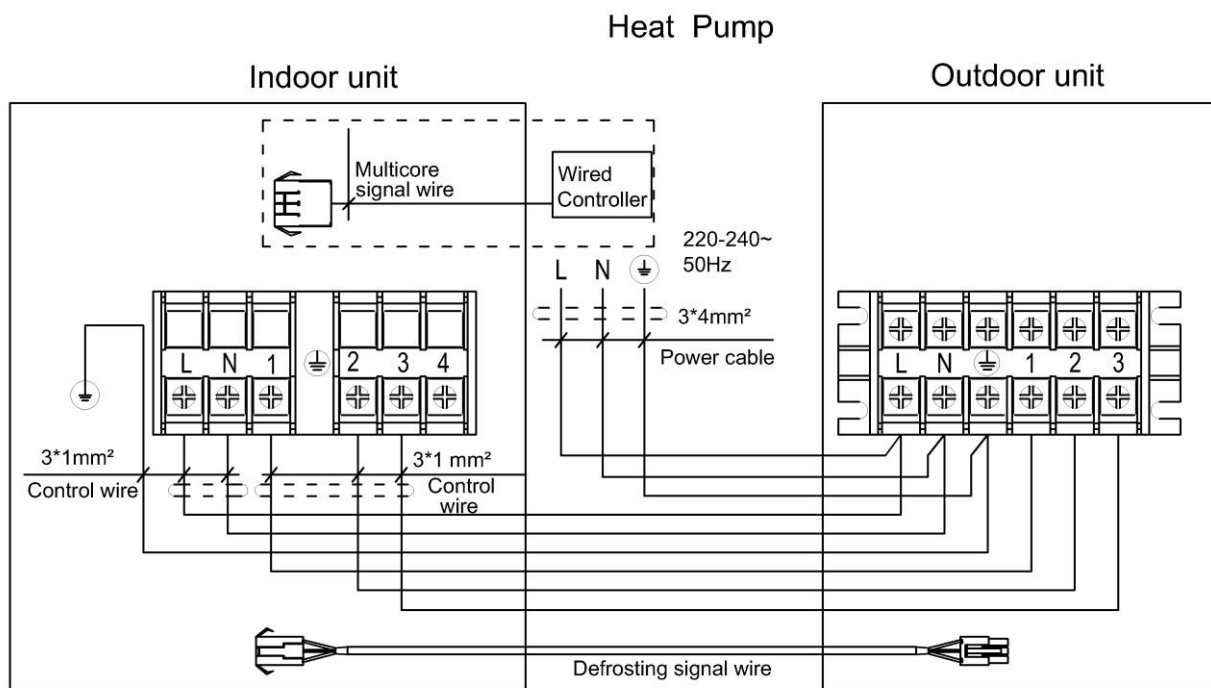 Heat Pump
Indoor unit
Outdoor unit
Multicore
signal wire
Wired
Controller
220-240~
50Hz
L N
3*4mm²
Power cable
L N 1 2 3 4
L N 1 2 3
3*1mm²
Control wire
3*1 mm²
Control
wire
Defrosting signal wire